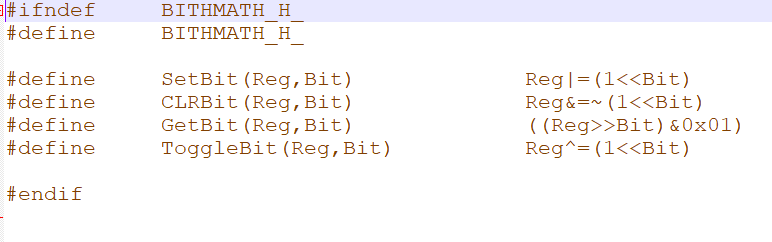 #ifndef BITHMATH_H_
#define BITHMATH_H_
#define SetBit(Reg,Bit) Reg|=(1<<Bit)
#define CLRBit(Reg,Bit) Reg&=~(1<<Bit)
#define GetBit(Reg,Bit) ((Reg>>Bit)&0x01)
#define ToggleBit(Reg,Bit) Reg^=(1<<Bit)
#endif